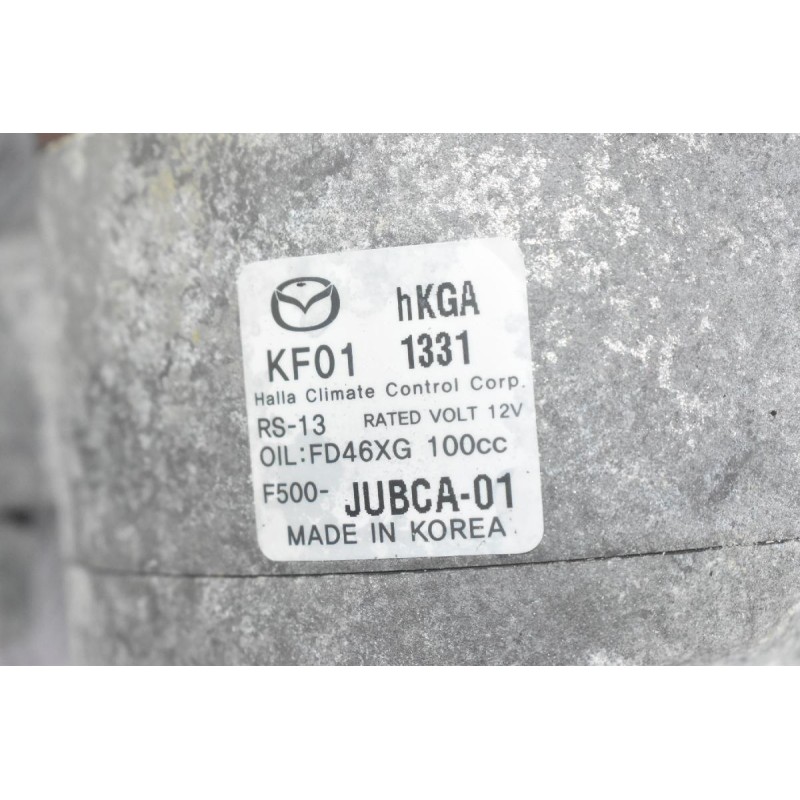 hKGA
KF01 1331
Halla Climate Control Corp.
RS-13 RATED VOLT 12V
OIL:FD46XG 100cc
F500- JUBCA-01
MADE IN KOREA